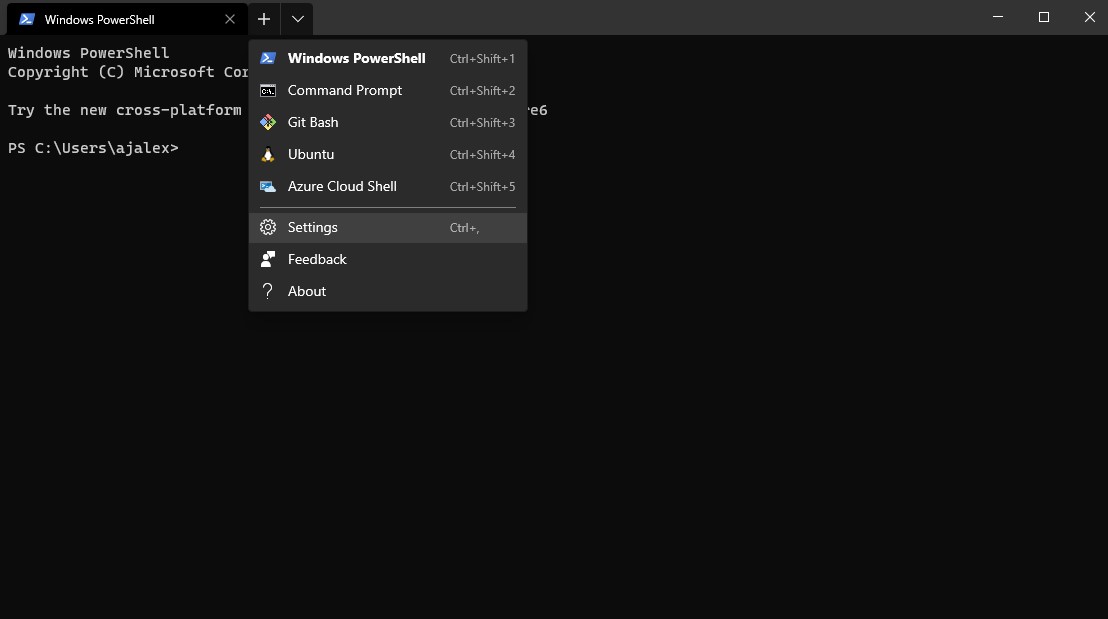 Windows PowerShell
Windows PowerShell
Copyright (C) Microsoft Cor
Try the new cross-platform
e6
PS C:\Users\ajalex>
Windows PowerShell Ctrl+Shift+1
Command Prompt Ctrl+Shift+2
Git Bash Ctrl+Shift+3
Ubuntu Ctrl+Shift+4
Azure Cloud Shell Ctrl+Shift+5
Settings Ctrl+,
Feedback
About